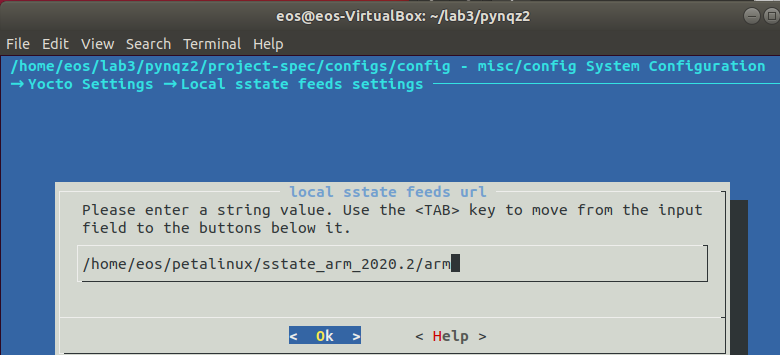 eos@eos-VirtualBox: ~/lab3/pynqz2
File Edit View Search Terminal Help
/home/eos/lab3/pynqz2/project-spec/configs/config - misc/config System Configuration
→ Yocto Settings → Local sstate feeds settings
local sstate feeds url
Please enter a string value. Use the <TAB> key to move from the input
field to the buttons below it.
/home/eos/petalinux/sstate_arm_2020.2/arm
< Ok > < Help >